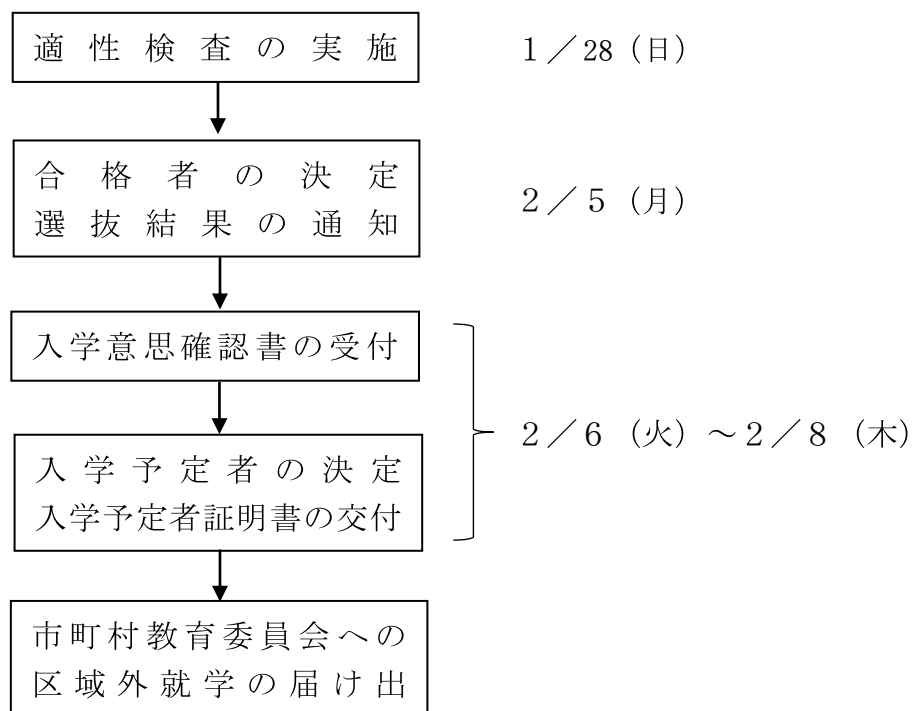 適性検査の実施 1／28（日）
合格者の決定
選抜結果の通知 2／5（月）
入学意思確認書の受付
2／6（火）～2／8（木）
入学予定者の決定
入学予定者証明書の交付
市町村教育委員会への
区域外就学の届け出